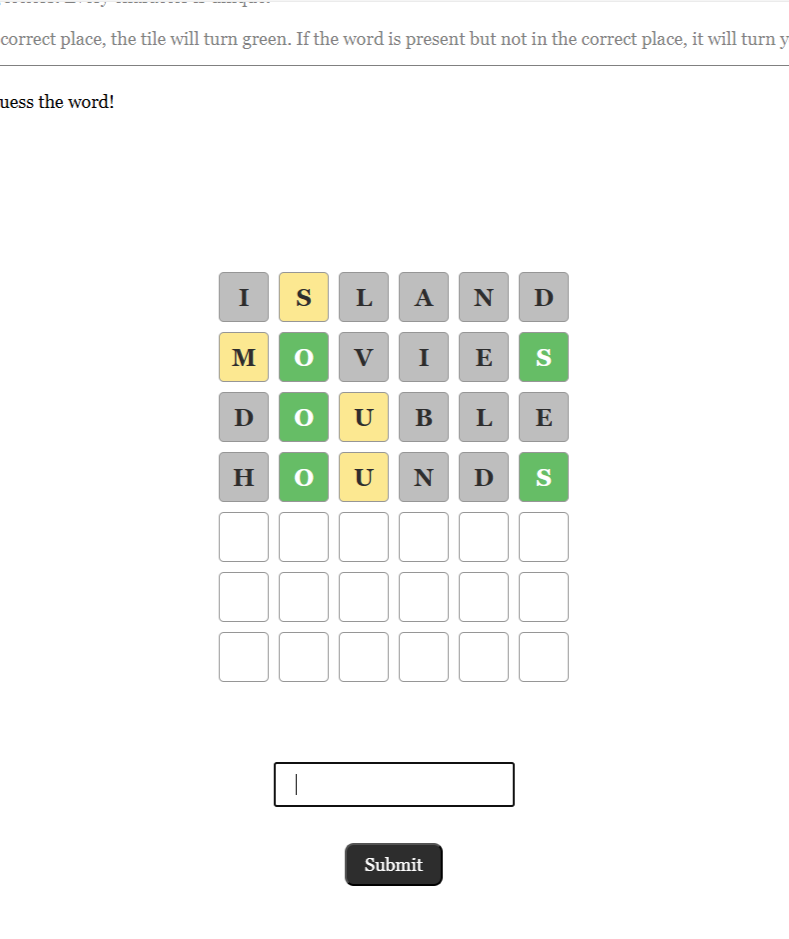 correct place, the tile will turn green. If the word is present but not in the correct place, it will turn y
uess the word!
I S L A N D
M O V I E S
D O U B L E
H O U N D S
Submit